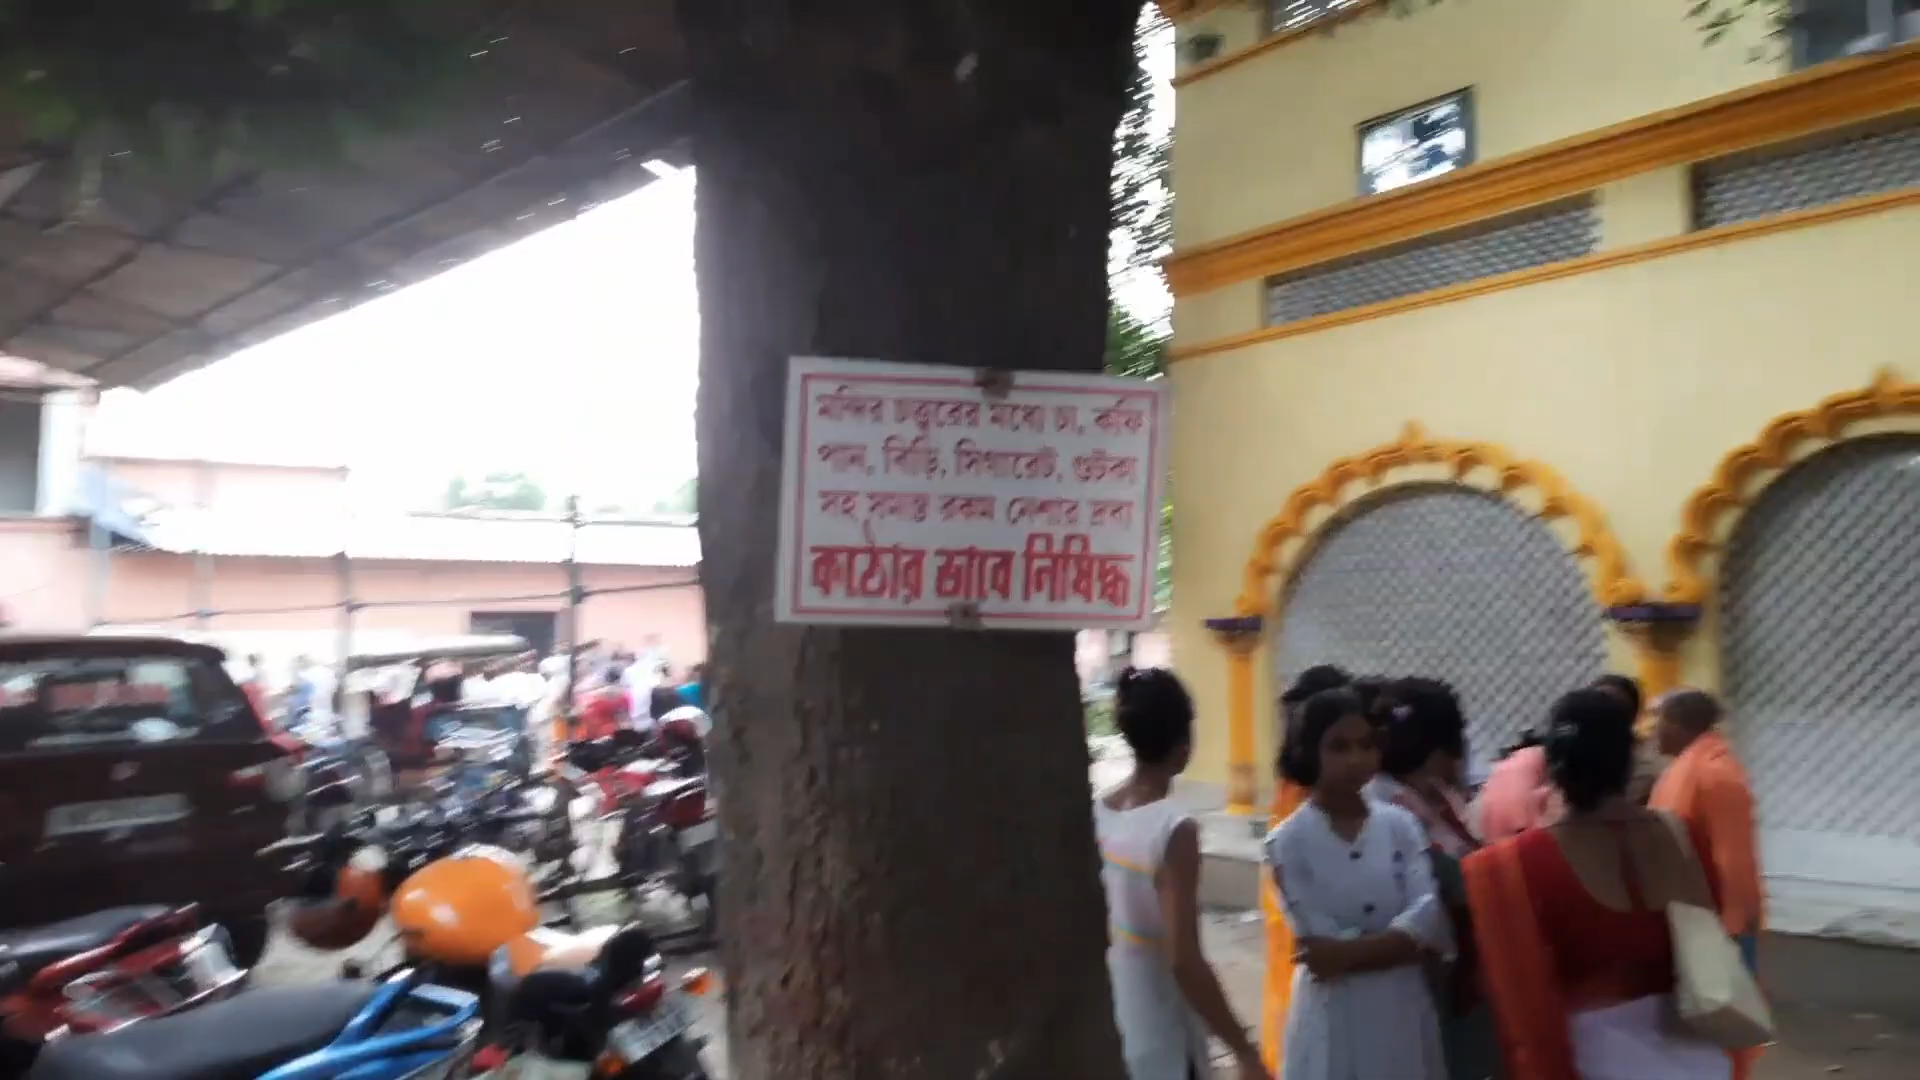 মন্দির চত্বরের মধ্যে চা, কফি
পান, বিড়ি, সিগারেট, গুটকা
সহ সমস্ত রকম নেশার দ্রব্য
কঠোর ভাবে নিষিদ্ধ